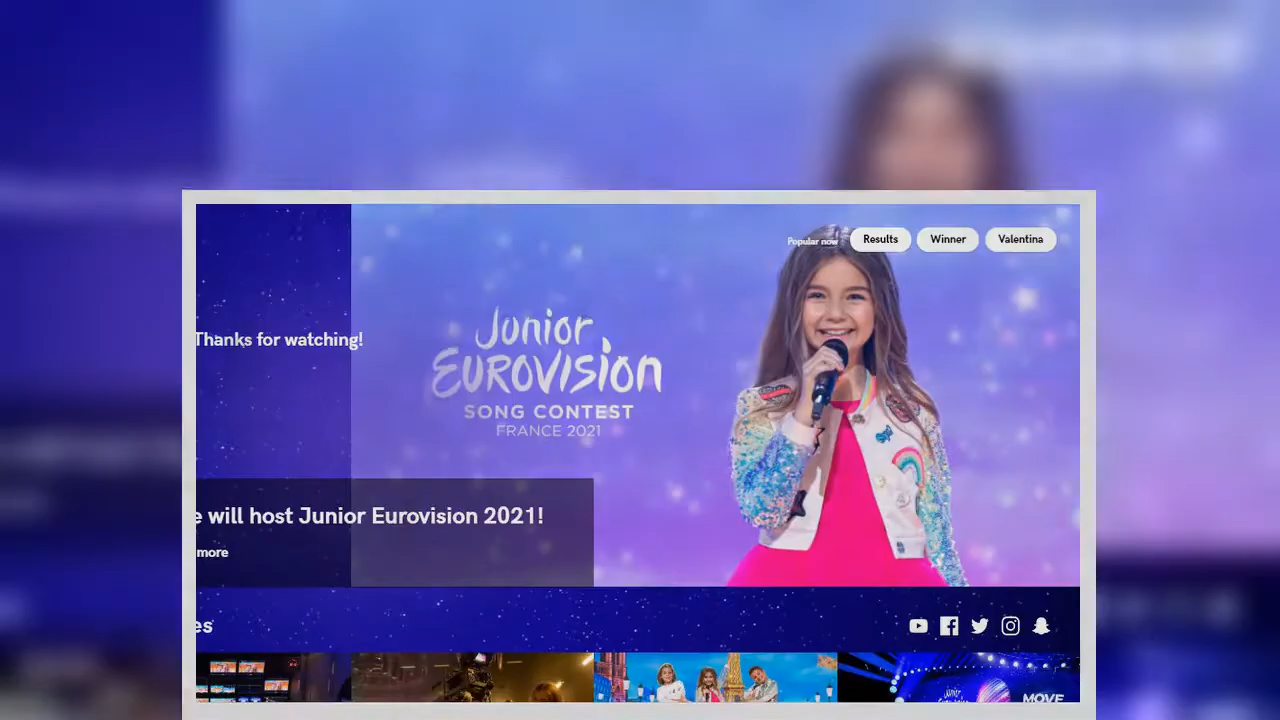 Popular now Results Winner Valentina
Thanks for watching!
Junior
EUROVISION
SONG CONTEST
FRANCE 2021
e will host Junior Eurovision 2021!
more
es
MOVE